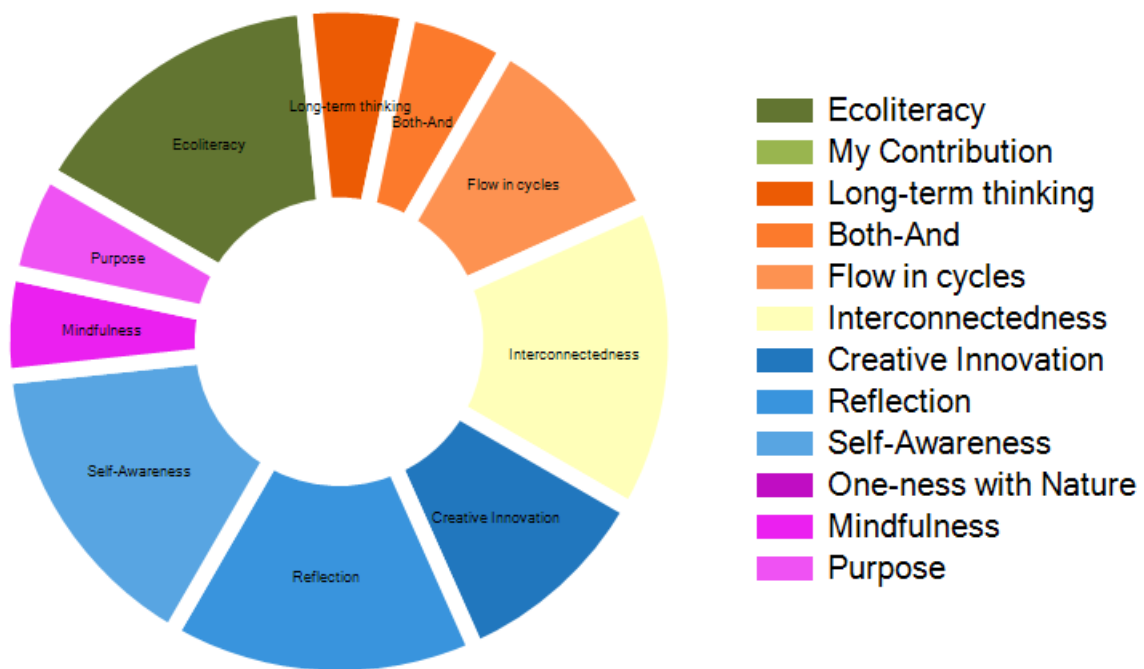 Long-term thinking
Both-And
Ecoliteracy
Flow in cycles
Purpose
Mindfulness
Interconnectedness
Self-Awareness
Creative Innovation
Reflection
Ecoliteracy
My Contribution
Long-term thinking
Both-And
Flow in cycles
Interconnectedness
Creative Innovation
Reflection
Self-Awareness
One-ness with Nature
Mindfulness
Purpose